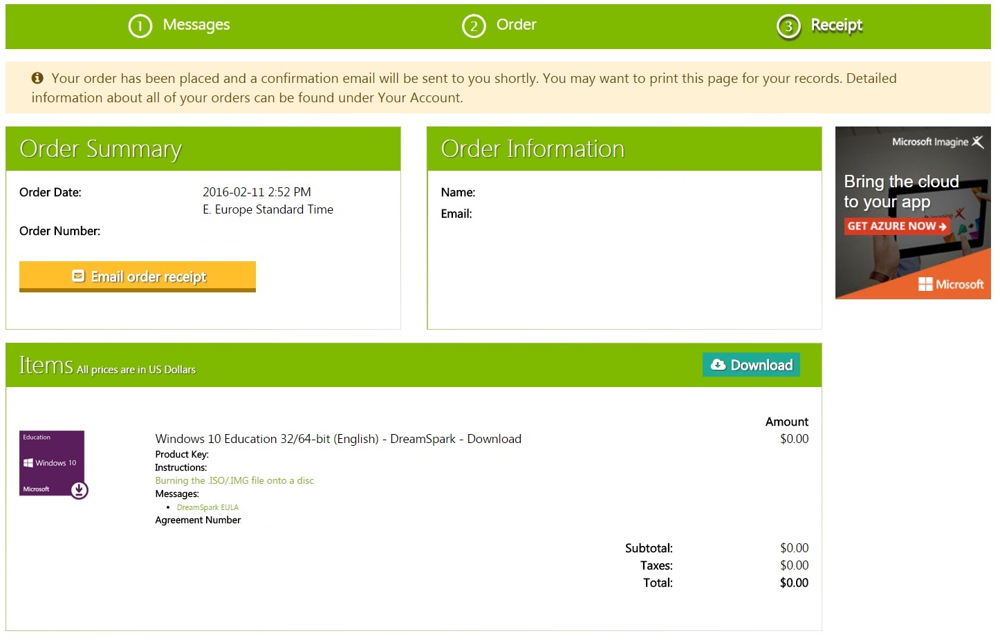 1 Messages
2 Order
3 Receipt
Your order has been placed and a confirmation email will be sent to you shortly. You may want to print this page for your records. Detailed
information about all of your orders can be found under Your Account.
Order Summary
Order Date: 2016-02-11 2:52 PM
E. Europe Standard Time
Order Number:
Email order receipt
Order Information
Name:
Email:
Microsoft Imagine
Bring the cloud
to your app
GET AZURE NOW
Microsoft
Items All prices are in US Dollars
Download
Amount
Education
Windows 10
Microsoft
Windows 10 Education 32/64-bit (English) - DreamSpark - Download $0.00
Product Key:
Instructions:
Burning the .ISO/.IMG file onto a disc
Messages:
• DreamSpark EULA
Agreement Number
Subtotal: $0.00
Taxes: $0.00
Total: $0.00